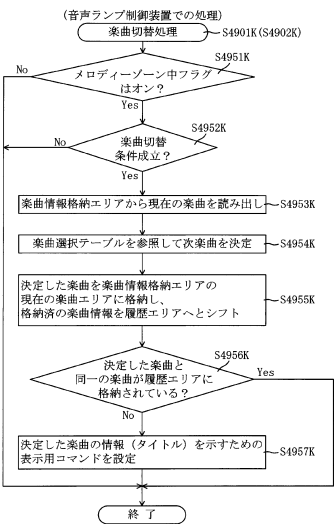 (音声ランプ制御装置での処理)
楽曲切替処理
S4901K(S4902K)
S4951K
メロディーゾーン中フラグ
はオン?
No
Yes
S4952K
楽曲切替
条件成立?
No
Yes
楽曲情報格納エリアから現在の楽曲を読み出し
S4953K
楽曲選択テーブルを参照して次楽曲を決定
S4954K
決定した楽曲を楽曲情報格納エリアの
現在の楽曲エリアに格納し、
格納済の楽曲情報を履歴エリアへとシフト
S4955K
S4956K
決定した楽曲と
同一の楽曲が履歴エリアに
格納されている?
Yes
No
決定した楽曲の情報(タイトル)を示すための
表示用コマンドを設定
S4957K
終了